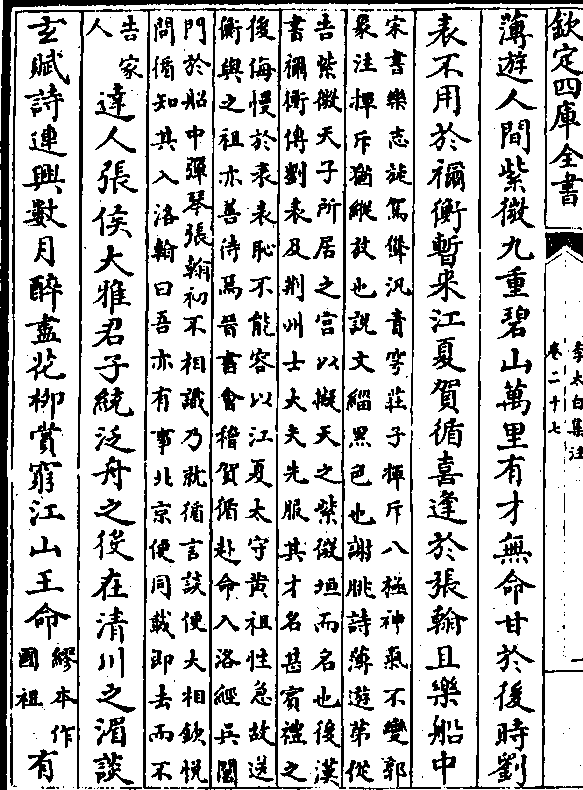 欽定四庫全書
李太白集注
卷二十七
薄遊人間紫微九重碧山萬里有才無命甘於後時劉
表不用於禰衡暫来江夏賀循喜逢於張翰且樂船中
宋書樂志旋駕聳汎青穹莊子揮斥八極神氣不變郭
象注揮斥猶縱放也說文緇黑色也謝朓詩薄遊第從
告紫微天子所居之宮以擬天之紫微垣而名也後漢
書禰衡傳劉表及荆州士大夫先服其才名甚賓禮之
後侮慢於表表恥不能容以江夏太守黄祖性急故送
衡與之祖亦善待焉晉書會稽賀循赴命入洛經吳閶
門於船中彈琴張翰初不相識乃就循言談便大相欽悦
問循知其入洛翰曰吾亦有事北京便同載即去而不
告家
人
達人張侯大雅君子統泛舟之役在清川之湄談
玄賦詩連興數月醉盡花栁賞窮江山王命
繆本作
國祖
有